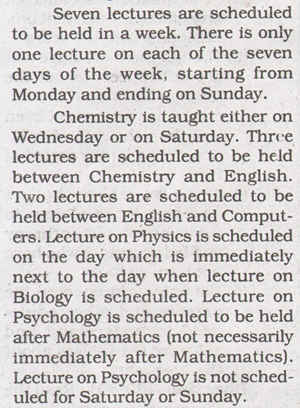 Seven lectures are scheduled
to be held in a week. There is only
one lecture on each of the seven
days of the week, starting from
Monday and ending on Sunday.
Chemistry is taught either on
Wednesday or on Saturday. Three
lectures are scheduled to be held
between Chemistry and English.
Two lectures are scheduled to be
held between English and Comput-
ers. Lecture on Physics is scheduled
on the day which is immediately
next to the day when lecture on
Biology is scheduled. Lecture on
Psychology is scheduled to be held
after Mathematics (not necessarily
immediately after Mathematics).
Lecture on Psychology is not sched-
uled for Saturday or Sunday.